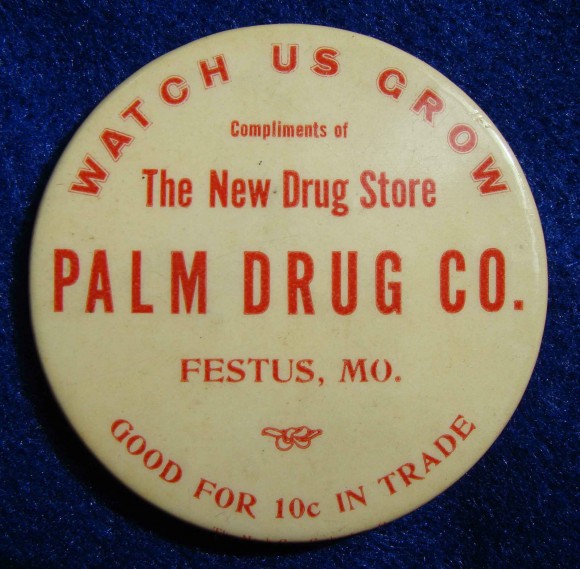 WATCH US GROW
Compliments of
The New Drug Store
PALM DRUG CO.
FESTUS, MO.
GOOD FOR 10c IN TRADE